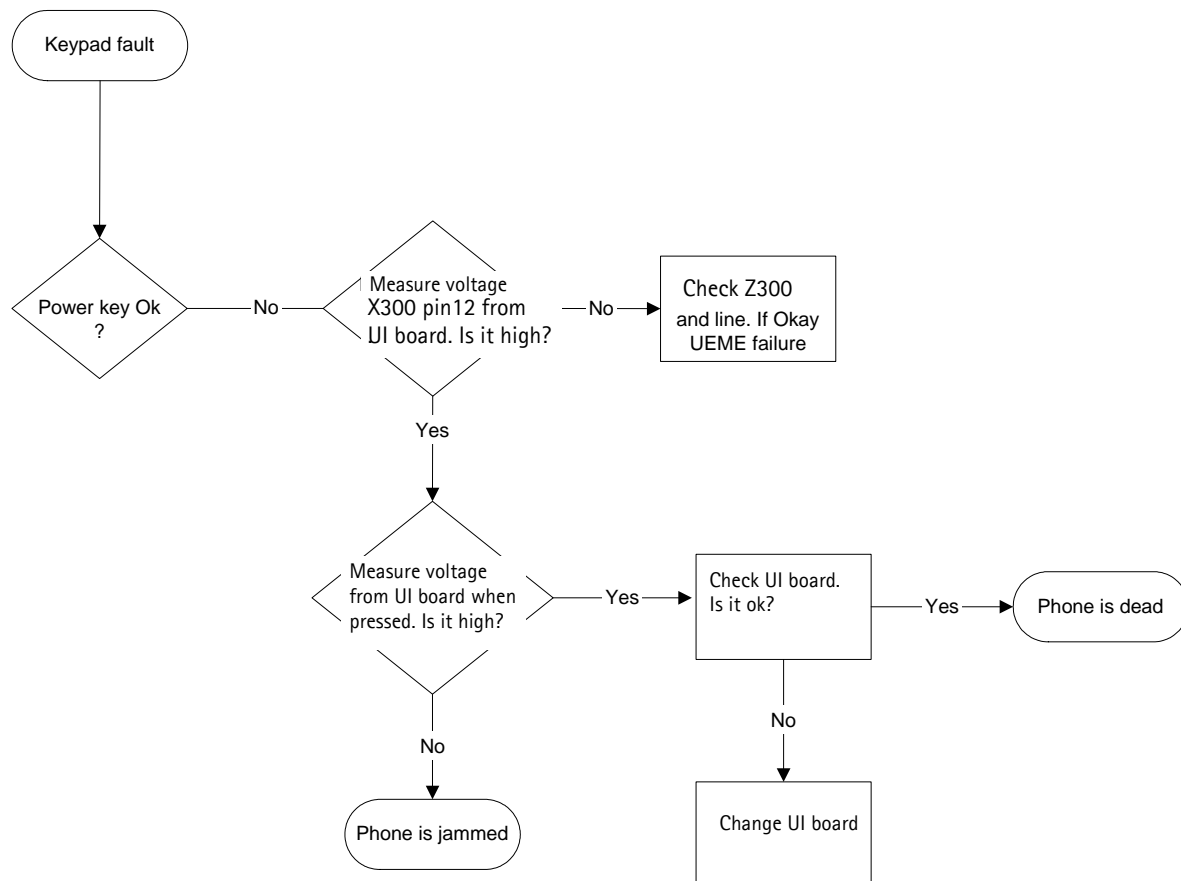 Keypad fault
Power key Ok
?
No
Measure voltage
X300 pin12 from
UI board. Is it high?
No
Check Z300
and line. If Okay
UEME failure
Yes
Measure voltage
from UI board when
pressed. Is it high?
Yes
Check UI board.
Is it ok?
Yes
Phone is dead
No
Phone is jammed
No
Change UI board